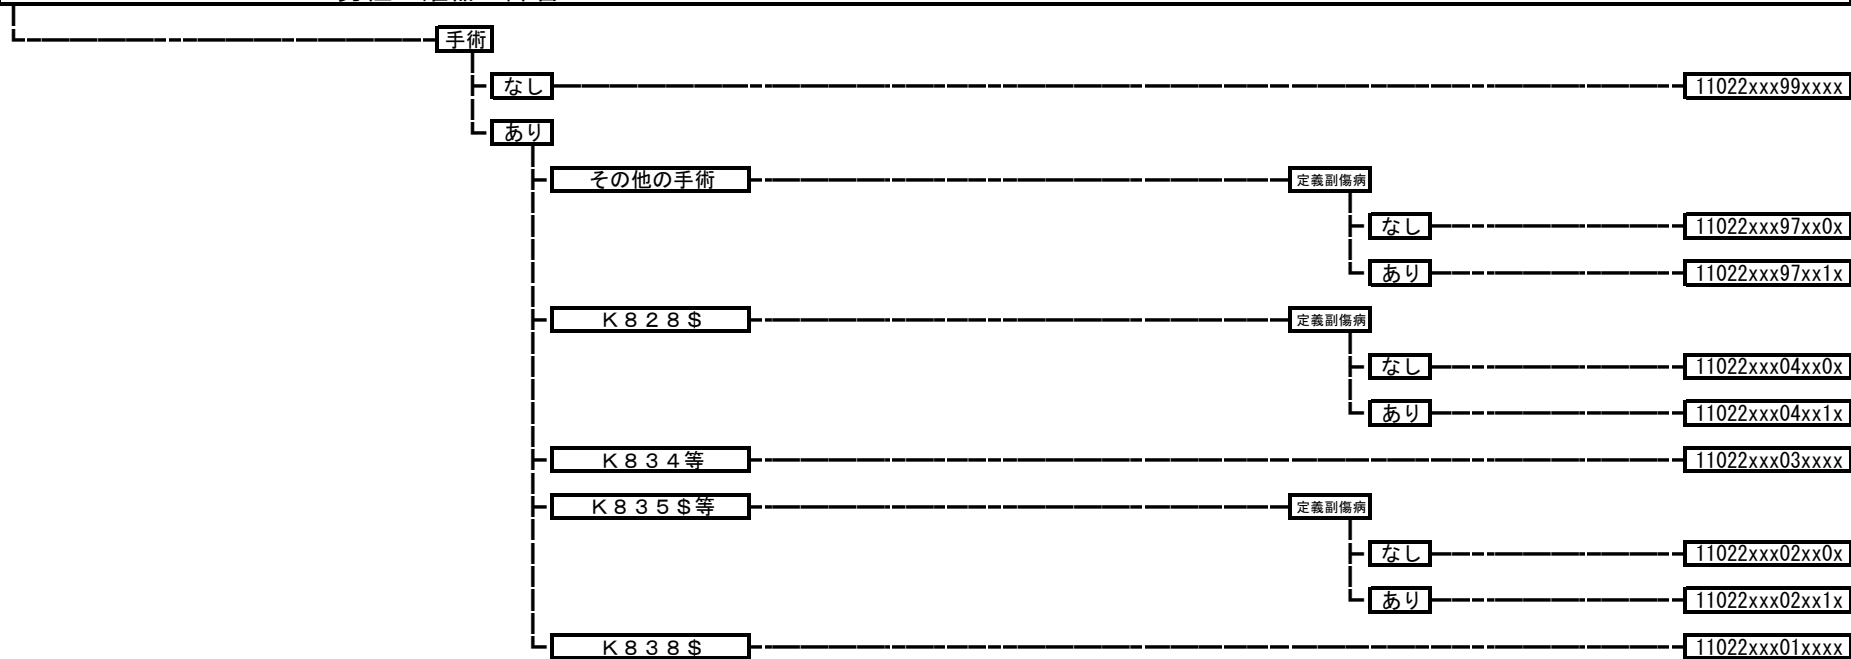 手術
なし
11022xxx99xxxx
あり
その他の手術
定義副傷病
なし
11022xxx97xx0x
あり
11022xxx97xx1x
K828$
定義副傷病
なし
11022xxx04xx0x
あり
11022xxx04xx1x
K834等
11022xxx03xxxx
K835$等
定義副傷病
なし
11022xxx02xx0x
あり
11022xxx02xx1x
K838$
11022xxx01xxxx